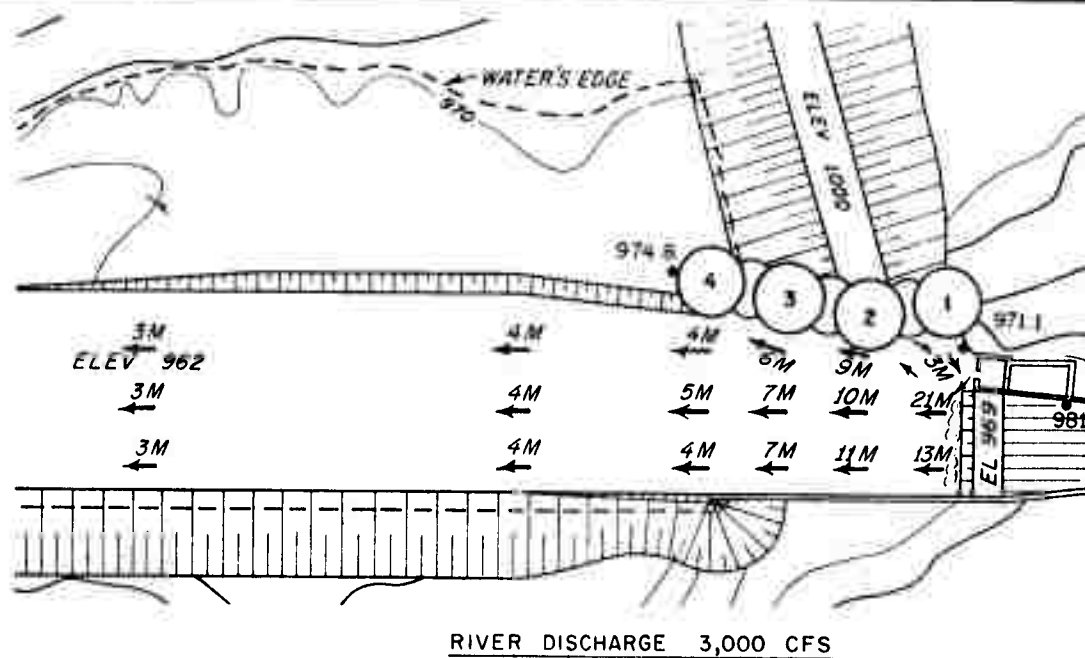 WATER'S EDGE
970
ELEV 1000
974.8
4
3
2
1
971.1
3M
4M
4M
6M
9M
3M
ELEV 962
3M
4M
5M
7M
10M
21M
981
3M
4M
4M
7M
11M
13M
EL 969
RIVER DISCHARGE 3,000 CFS